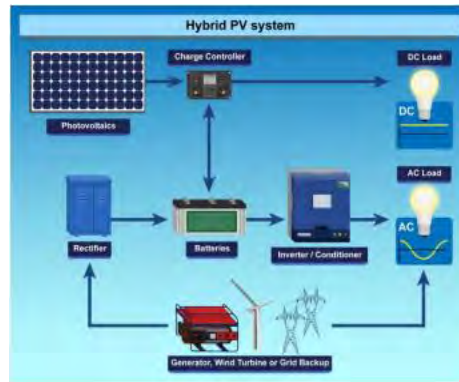 Hybrid PV system
Charge Controller
DC Load
Photovoltaics
DC
AC Load
AC
Rectifier
Batteries
Inverter / Conditioner
Generator, Wind Turbine or Grid Backup